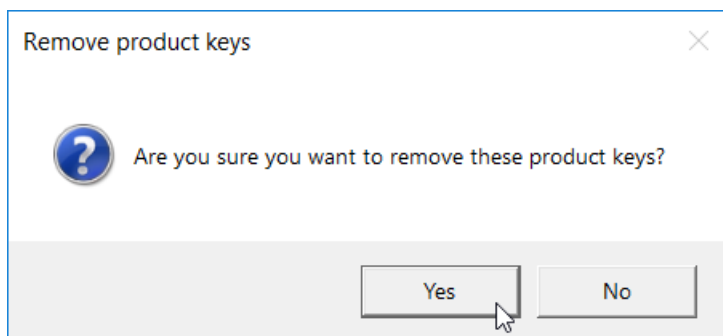 Remove product keys
Are you sure you want to remove these product keys?
Yes
No